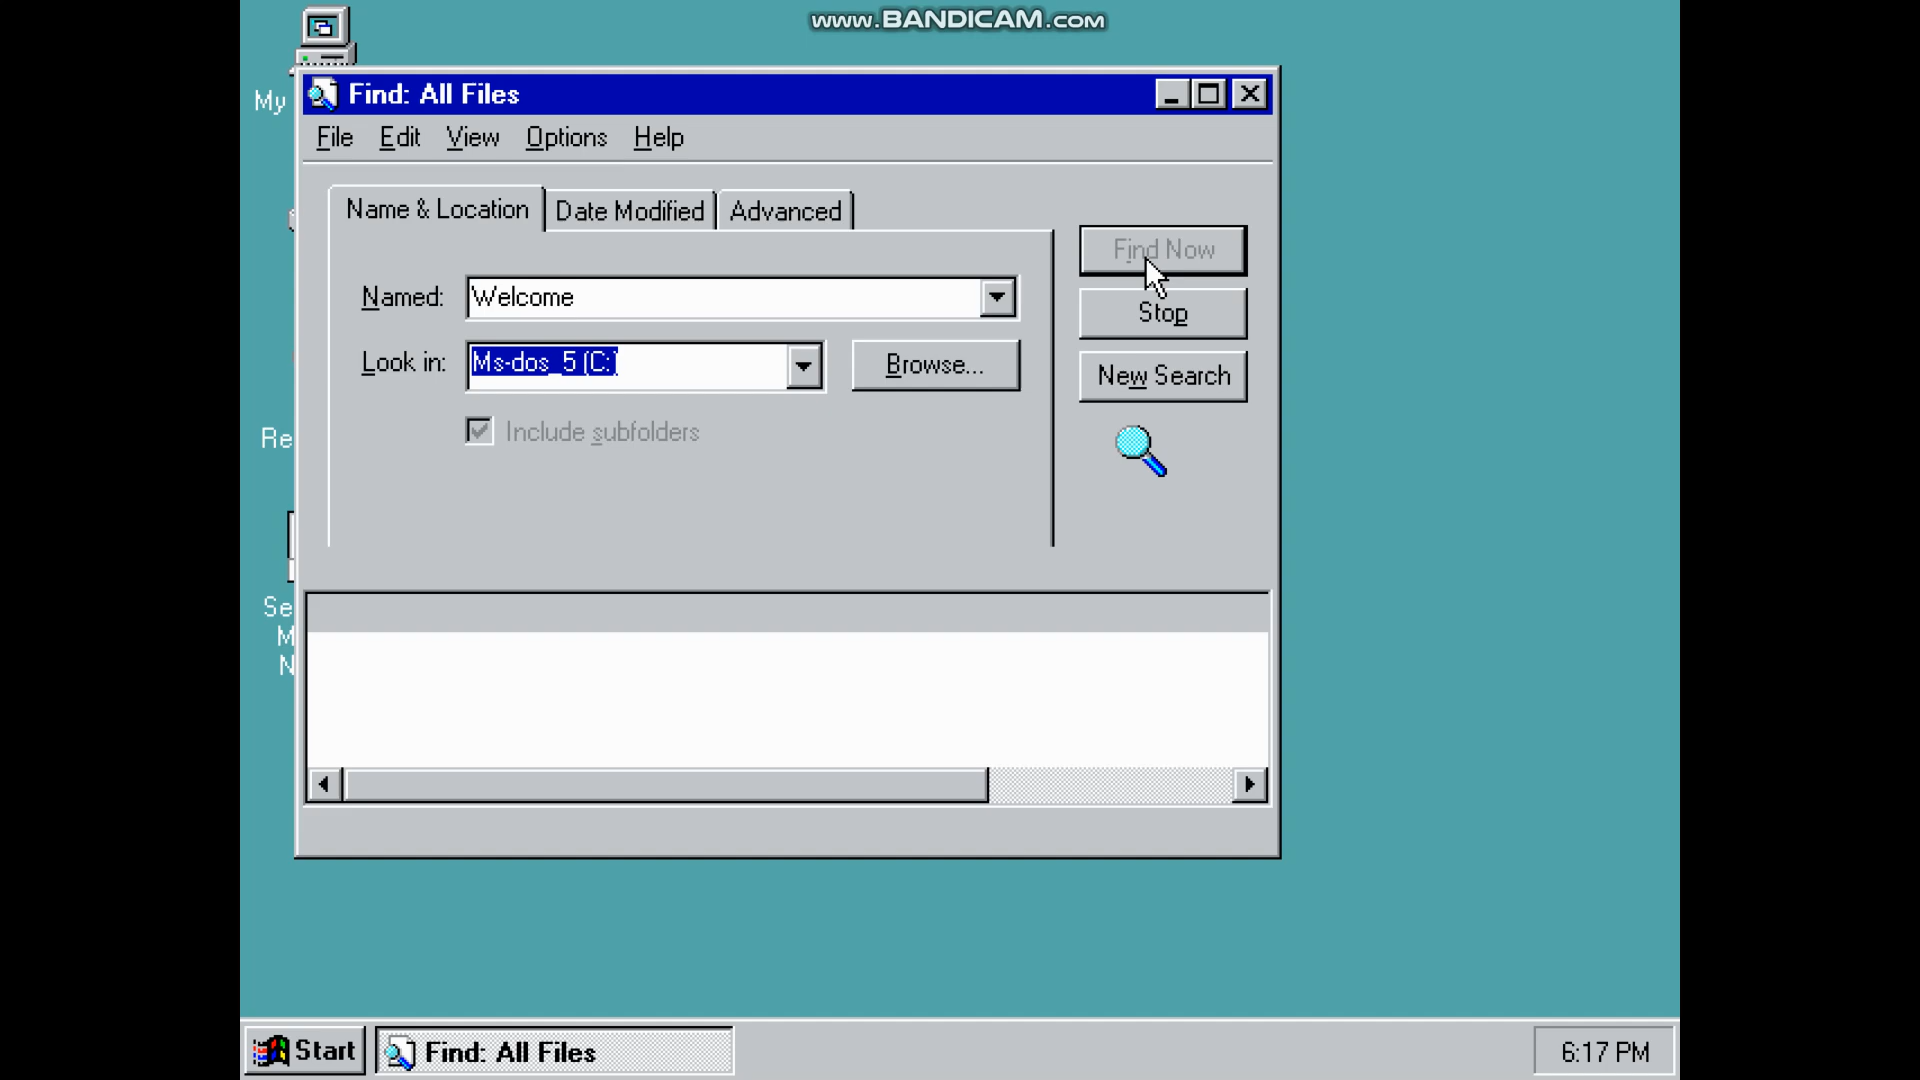 www.BANDICAM.com
My
Find: All Files
File Edit View Options Help
Name & Location Date Modified Advanced
Named: Welcome
Find Now
Look in: Ms-dos_5 (C:)
Browse...
Stop
Include subfolders
New Search
Re
Se
M
N
Start Find: All Files 6:17 PM